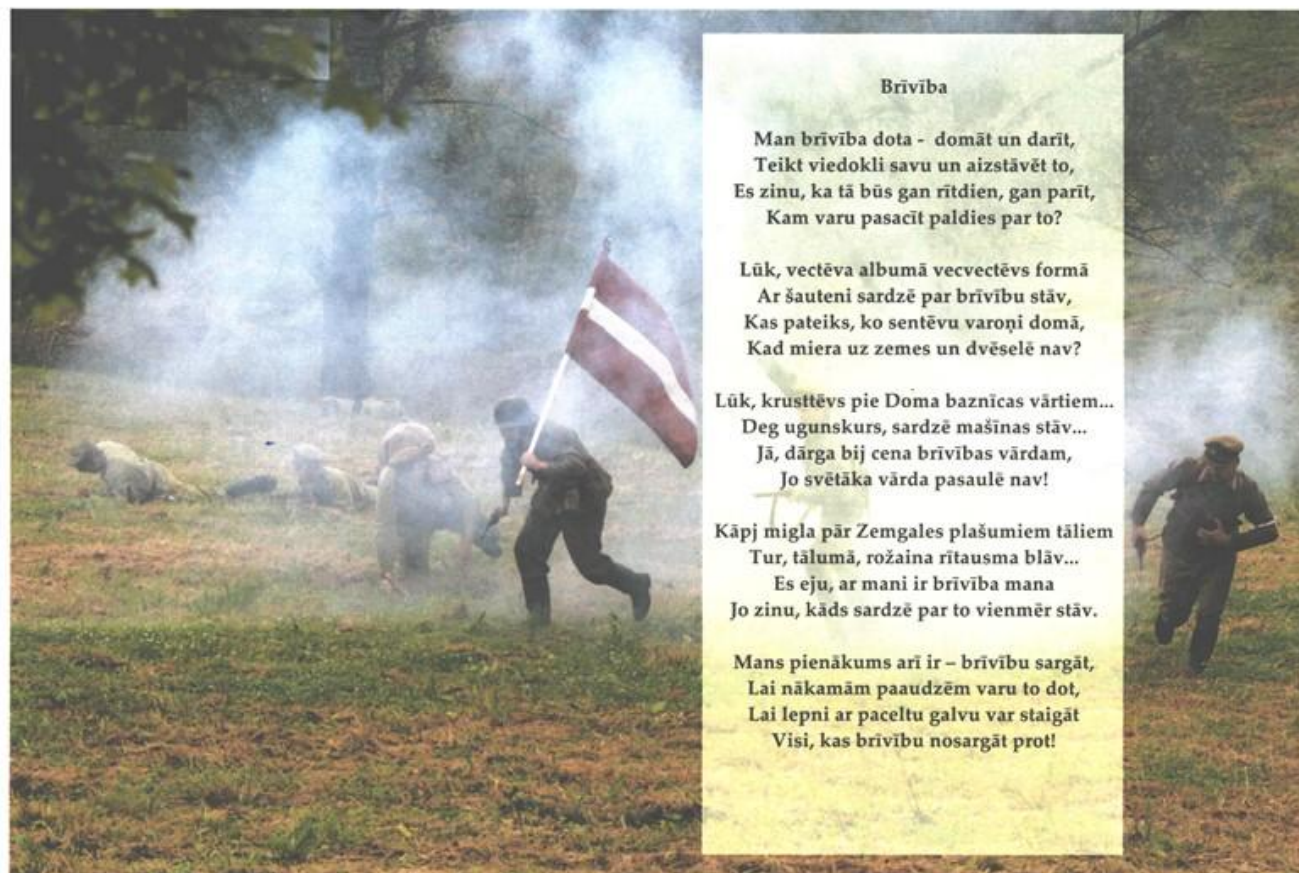 Brīvība
Man brīvība dota - domāt un darīt,
Teikt viedokli savu un aizstāvēt to,
Es zinu, ka tā būs gan rītdien, gan parīt,
Kam varu pasacīt paldies par to?
Lūk, vectēva albumā vecvectēvs formā
Ar šauteni sardzē par brīvību stāv,
Kas pateiks, ko sentēvu varoņi domā,
Kad miera uz zemes un dvēselē nav?
Lūk, krusttēvs pie Doma baznīcas vārtiem...
Deg ugunskurs, sardzē mašīnas stāv...
Jā, dārga bij cena brīvības vārdam,
Jo svētāka vārda pasaulē nav!
Kāpj migla pār Zemgales plašumiem tāliem
Tur, tālumā, rožaina rītausma blāv...
Es eju, ar mani ir brīvība mana
Jo zinu, kāds sardzē par to vienmēr stāv.
Mans pienākums arī ir – brīvību sargāt,
Lai nākamām paaudzēm varu to dot,
Lai lepni ar paceltu galvu var staigāt
Visi, kas brīvību nosargāt prot!